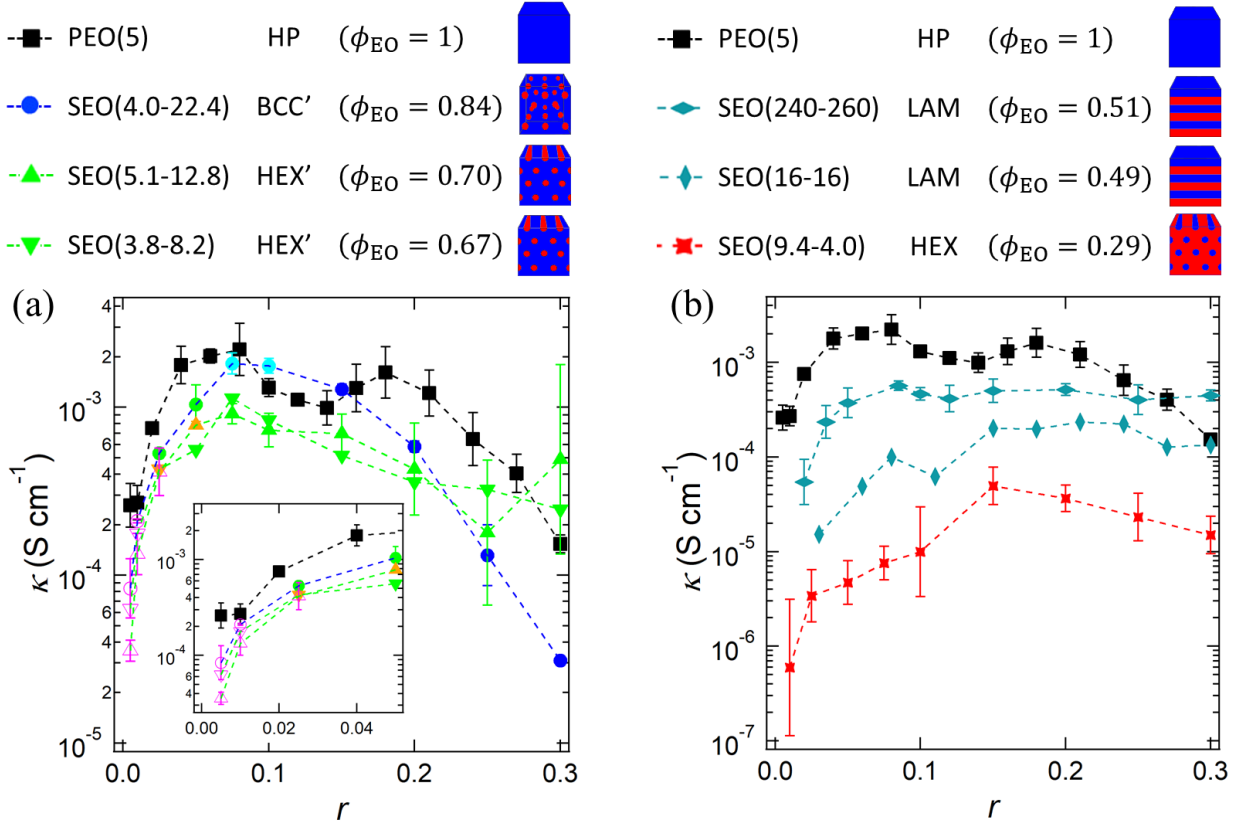 PEO(5) HP (ϕEO = 1)
SEO(4.0-22.4) BCC’ (ϕEO = 0.84)
SEO(5.1-12.8) HEX’ (ϕEO = 0.70)
SEO(3.8-8.2) HEX’ (ϕEO = 0.67)
(a)
4
2
10⁻³
4
2
10⁻⁴
4
2
10⁻⁵
κ (S cm⁻¹)
0.0 0.1 0.2 0.3
r
2
10⁻³
8
6
4
2
10⁻⁴
8
6
4
0.00 0.02 0.04
PEO(5) HP (ϕEO = 1)
SEO(240-260) LAM (ϕEO = 0.51)
SEO(16-16) LAM (ϕEO = 0.49)
SEO(9.4-4.0) HEX (ϕEO = 0.29)
(b)
10⁻³
10⁻⁴
10⁻⁵
10⁻⁶
10⁻⁷
κ (S cm⁻¹)
0.0 0.1 0.2 0.3
r